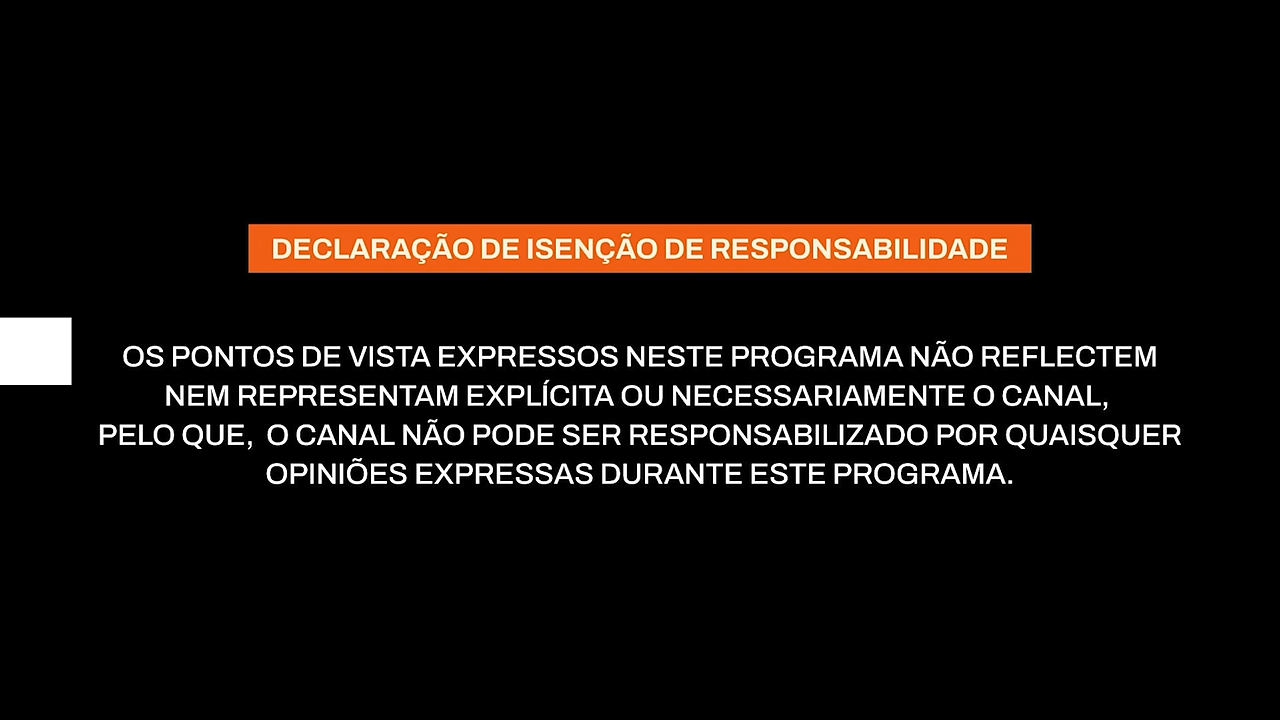 DECLARAÇÃO DE ISENÇÃO DE RESPONSABILIDADE
OS PONTOS DE VISTA EXPRESSOS NESTE PROGRAMA NÃO REFLECTEM
NEM REPRESENTAM EXPLÍCITA OU NECESSARIAMENTE O CANAL,
PELO QUE,  O CANAL NÃO PODE SER RESPONSABILIZADO POR QUAISQUER
OPINIÕES EXPRESSAS DURANTE ESTE PROGRAMA.